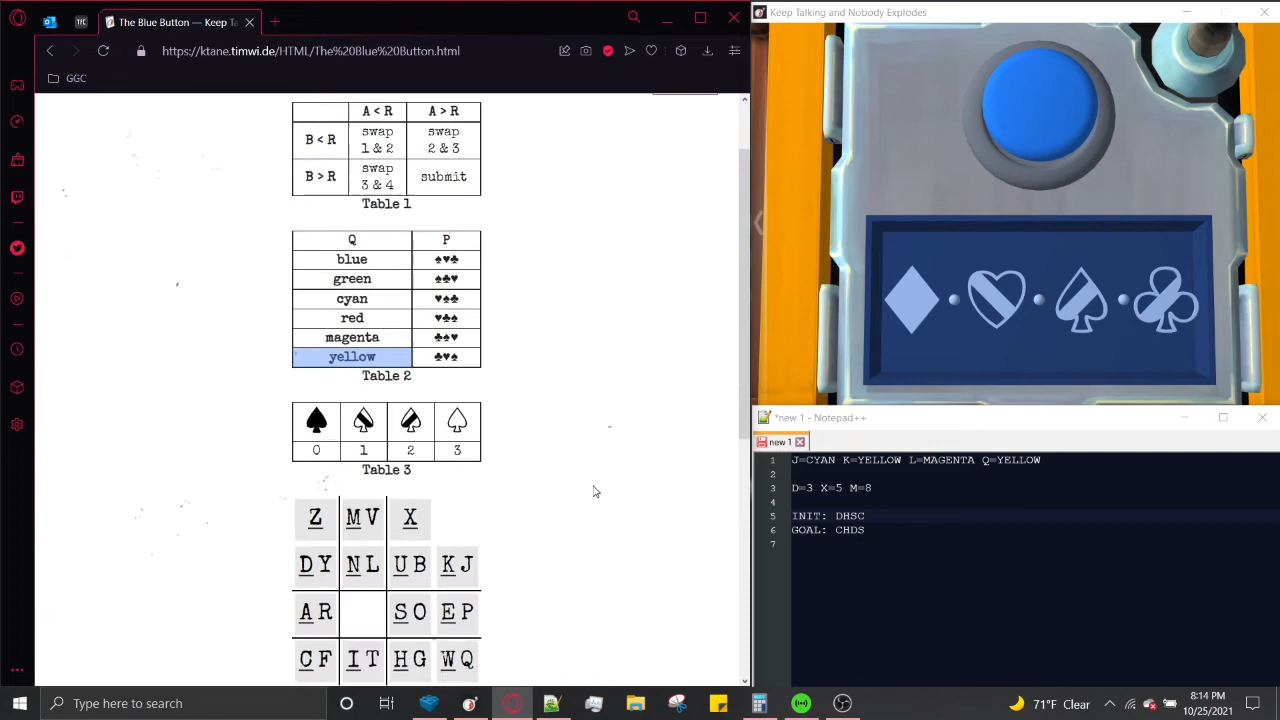 The Blue Button — Keep Ta
Keep Talking and Nobody Explodes
https://ktane.timwi.de/HTML/The%20Blue%20Button.html
GGC
A < R A > R
B < R swap 1 & 2 swap 2 & 3
B > R swap 3 & 4 submit
Table 1
Q P
blue ♠♥♣
green ♠♣♥
cyan ♥♠♣
red ♥♣♠
magenta ♣♠♥
yellow ♣♥♠
Table 2
0 1 2 3
Table 3
Z MV X
DY NL UB KJ
AR SO EP
CF IT HG WQ
*new 1 - Notepad++
new 1
1 J=CYAN K=YELLOW L=MAGENTA Q=YELLOW
2
3 D=3 X=5 M=8
4
5 INIT: DHSC
6 GOAL: CHDS
7
Type here to search
71°F Clear
8:14 PM
10/25/2021